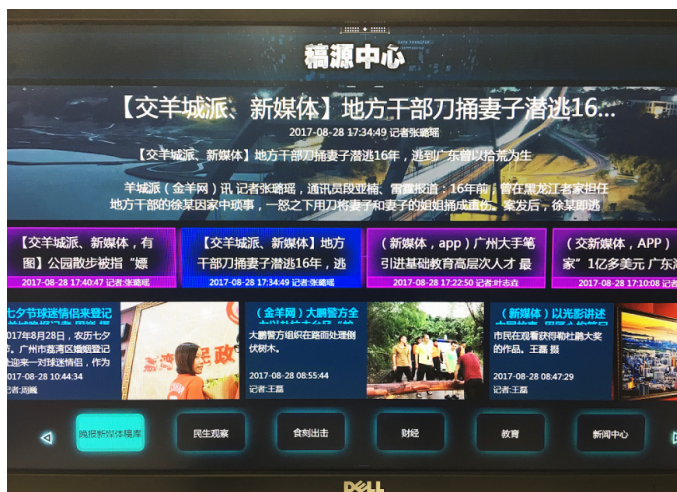 稿源中心
【交羊城派、新媒体】地方干部刀捅妻子潜逃16...
2017-08-28 17:34:49 记者张璐瑶
【交羊城派、新媒体】地方干部刀捅妻子潜逃16年，逃到广东曾以拾荒为生
羊城派（金羊网）讯 记者张璐瑶，通讯员段亚楠、雷霆报道：16年前，曾在黑龙江老家担任
地方干部的徐某因家中琐事，一怒之下用刀将妻子和妻子的姐姐捅成重伤。案发后，徐某即逃
【交羊城派、新媒体，有
图】公园散步被指“嫖
2017-08-28 17:40:47 记者:张璐瑶
【交羊城派、新媒体】地方
干部刀捅妻子潜逃16年，逃
2017-08-28 17:34:49 记者:张璐瑶
（新媒体，app）广州大手笔
引进基础教育高层次人才 最
2017-08-28 17:22:50 记者:叶志垚
（交新媒体，APP）
家”1亿多美元 广东海
2017-08-28 17:10:08 记
七夕节球迷情侣来登记
2017年8月28日，农历七夕
节。广州市荔湾区婚姻登记
处迎来一对球迷情侣，作为
2017-08-28 10:44:34
记者:周巍
（金羊网）大鹏警方全
大鹏警方组织在路面处理倒
伏树木。
2017-08-28 08:55:44
记者:王磊
（新媒体）以光影讲述
市民在观看获得勒杜鹃大奖
的作品。王磊 摄
2017-08-28 08:47:29
记者:王磊
湾区民政
晚报新媒体稿库
民生观察
食刻出击
财经
教育
新闻中心
DELL